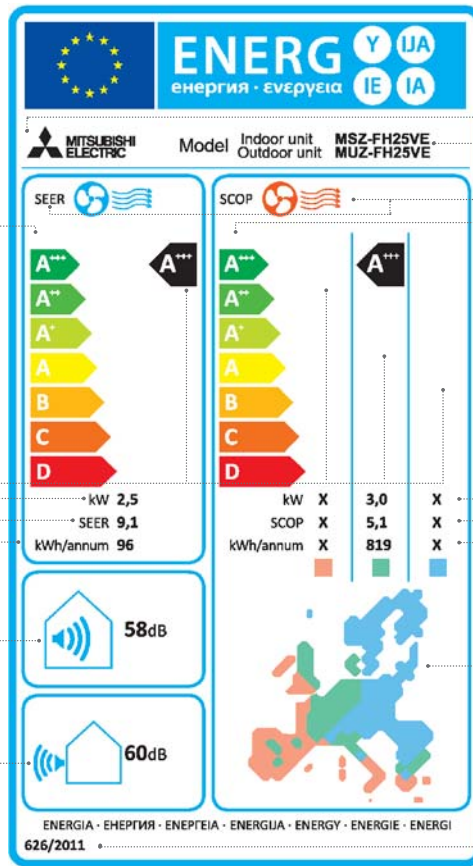 ENERG
енергия · ενεργεια
Y IJA
IE IA
MITSUBISHI
ELECTRIC
Model
Indoor unit MSZ-FH25VE
Outdoor unit MUZ-FH25VE
SEER
A+++ A+++
A++
A+
A
B
C
D
kW 2,5
SEER 9,1
kWh/annum 96
SCOP
A+++ A+++
A++
A+
A
B
C
D
kW X 3,0 X
SCOP X 5,1 X
kWh/annum X 819 X
58dB
60dB
ENERGIA · ЕНЕРГИЯ · ΕΝΕΡΓΕΙΑ · ENERGIJA · ENERGY · ENERGIE · ENERGI
626/2011